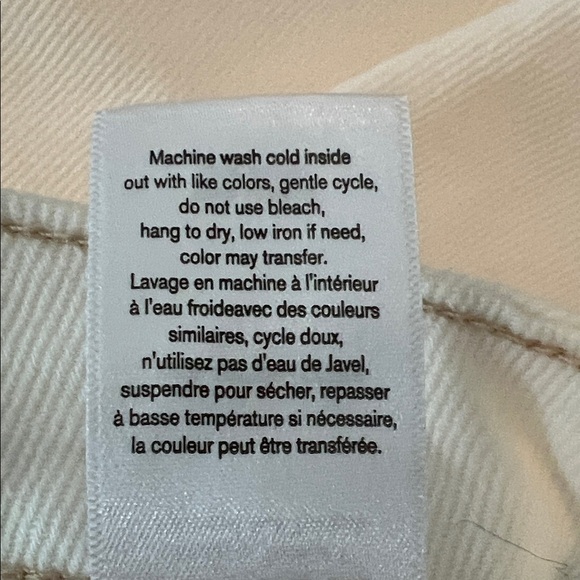 Machine wash cold inside
out with like colors, gentle cycle,
do not use bleach,
hang to dry, low iron if need,
color may transfer.
Lavage en machine à l'intérieur
à l'eau froideavec des couleurs
similaires, cycle doux,
n'utilisez pas d'eau de Javel,
suspendre pour sécher, repasser
à basse température si nécessaire,
la couleur peut être transférée.